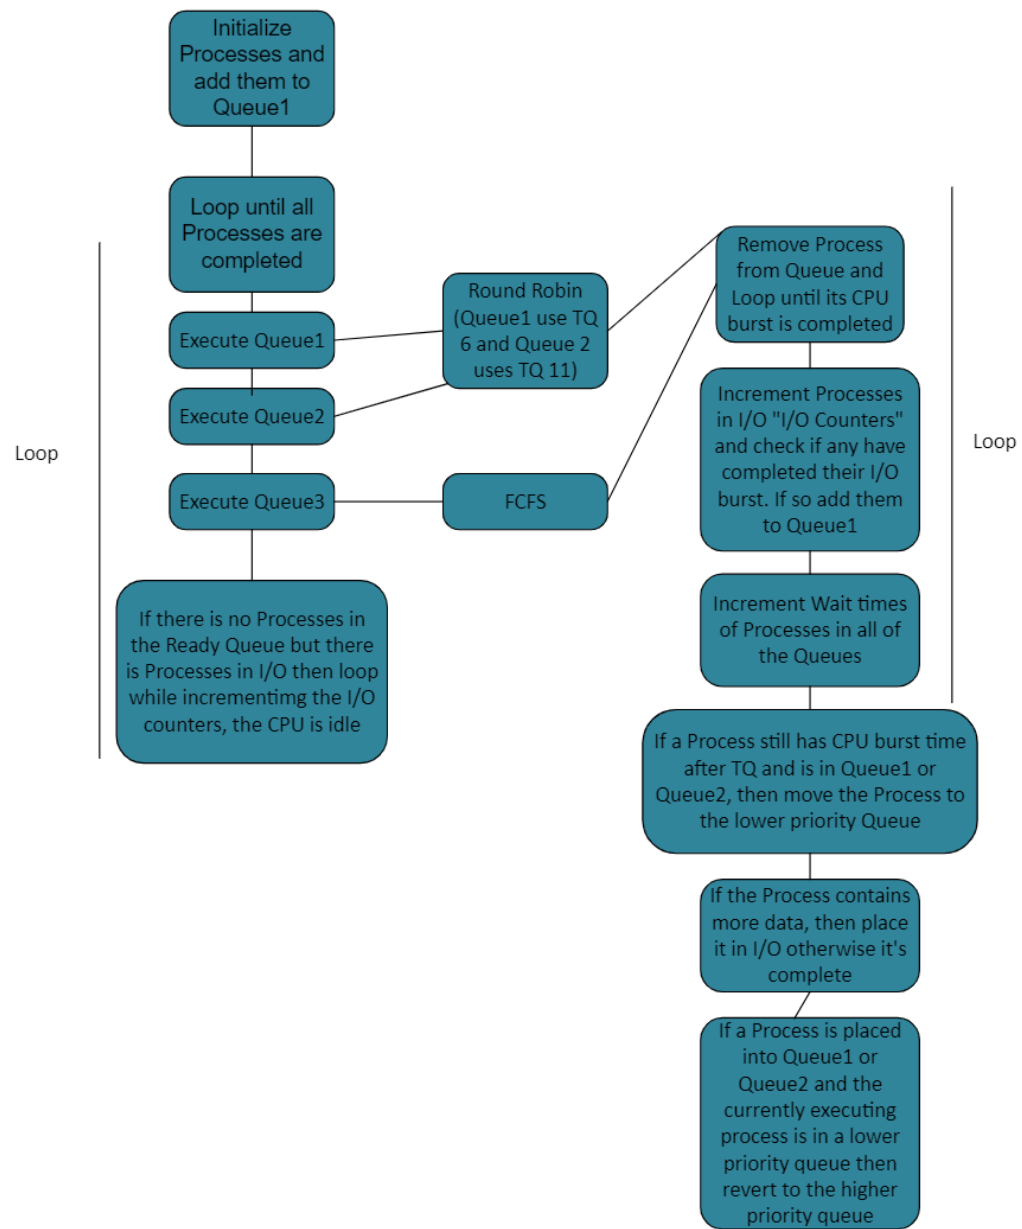 Initialize
Processes and
add them to
Queue1
Loop until all
Processes are
completed
Loop
Execute Queue1
Execute Queue2
Execute Queue3
If there is no Processes in
the Ready Queue but there
is Processes in I/O then loop
while incrementimg the I/O
counters, the CPU is idle
Round Robin
(Queue1 use TQ
6 and Queue 2
uses TQ 11)
FCFS
Remove Process
from Queue and
Loop until its CPU
burst is completed
Increment Processes
in I/O "I/O Counters"
and check if any have
completed their I/O
burst. If so add them
to Queue1
Loop
Increment Wait times
of Processes in all of
the Queues
If a Process still has CPU burst time
after TQ and is in Queue1 or
Queue2, then move the Process to
the lower priority Queue
If the Process contains
more data, then place
it in I/O otherwise it's
complete
If a Process is placed
into Queue1 or
Queue2 and the
currently executing
process is in a lower
priority queue then
revert to the higher
priority queue